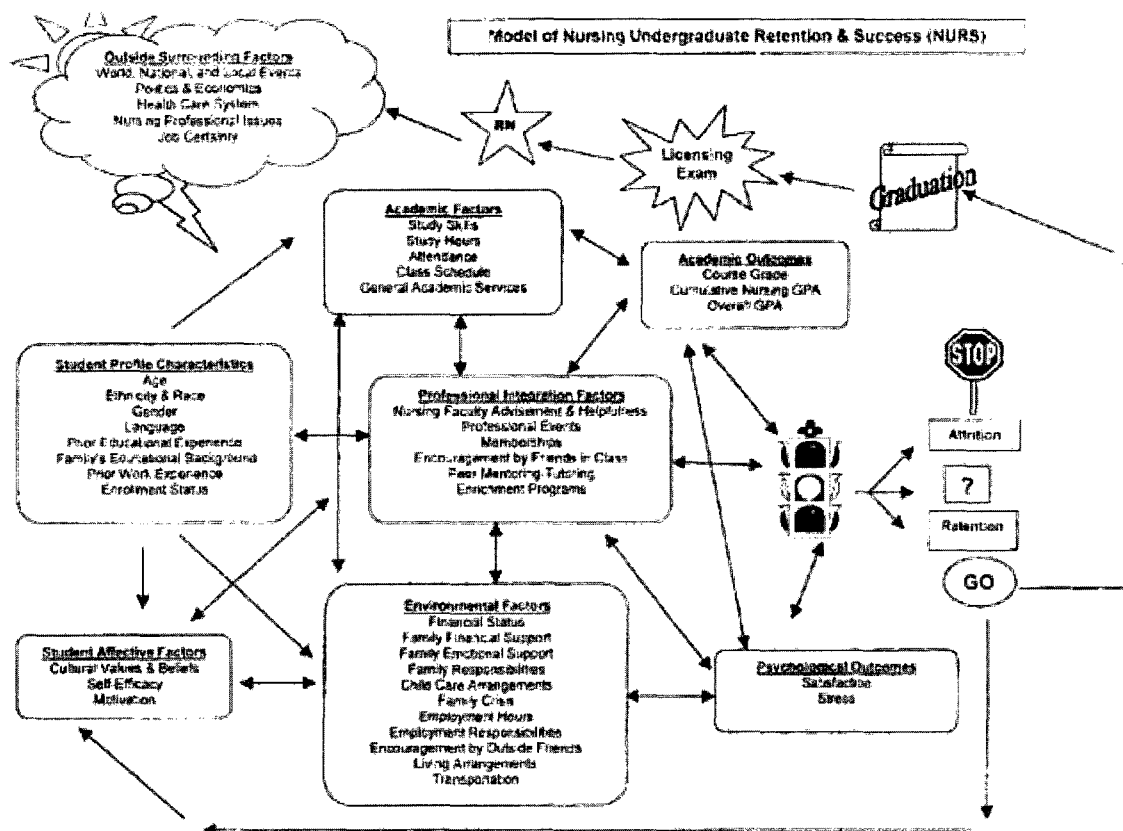 Model of Nursing Undergraduate Retention & Success (NURS)
Outside Surrounding Factors
World, National, and Local Events
Politics & Economics
Health Care System
Nursing Professional Issues
Job Certainty
RN
Licensing
Exam
Graduation
Academic Factors
Study Skills
Study Hours
Attendance
Class Schedule
General Academic Services
Academic Outcomes
Course Grade
Cumulative Nursing GPA
Overall GPA
Student Profile Characteristics
Age
Ethnicity & Race
Gender
Language
Prior Educational Experience
Family's Educational Background
Prior Work Experience
Enrollment Status
Professional Integration Factors
Nursing Faculty Advisement & Helpfulness
Professional Events
Memberships
Encouragement by Friends in Class
Peer Mentoring-Tutoring
Enrichment Programs
STOP
Attrition
?
Retention
GO
Student Affective Factors
Cultural Values & Beliefs
Self-Efficacy
Motivation
Environmental Factors
Financial Status
Family Financial Support
Family Emotional Support
Family Responsibilities
Child Care Arrangements
Family Crisis
Employment Hours
Employment Responsibilities
Encouragement by Outside Friends
Living Arrangements
Transportation
Psychological Outcomes
Satisfaction
Stress